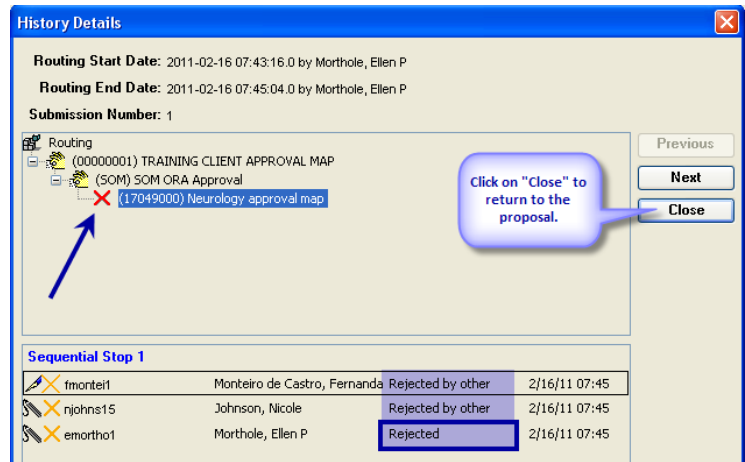 History Details
Routing Start Date: 2011-02-16 07:43:16.0 by Morthole, Ellen P
Routing End Date: 2011-02-16 07:45:04.0 by Morthole, Ellen P
Submission Number: 1
Routing
(00000001) TRAINING CLIENT APPROVAL MAP
(SOM) SOM ORA Approval
(17049000) Neurology approval map
Previous
Next
Close
Click on "Close" to
return to the
proposal.
Sequential Stop 1
fmontei1 Monteiro de Castro, Fernanda Rejected by other 2/16/11 07:45
njohns15 Johnson, Nicole Rejected by other 2/16/11 07:45
emortho1 Morthole, Ellen P Rejected 2/16/11 07:45